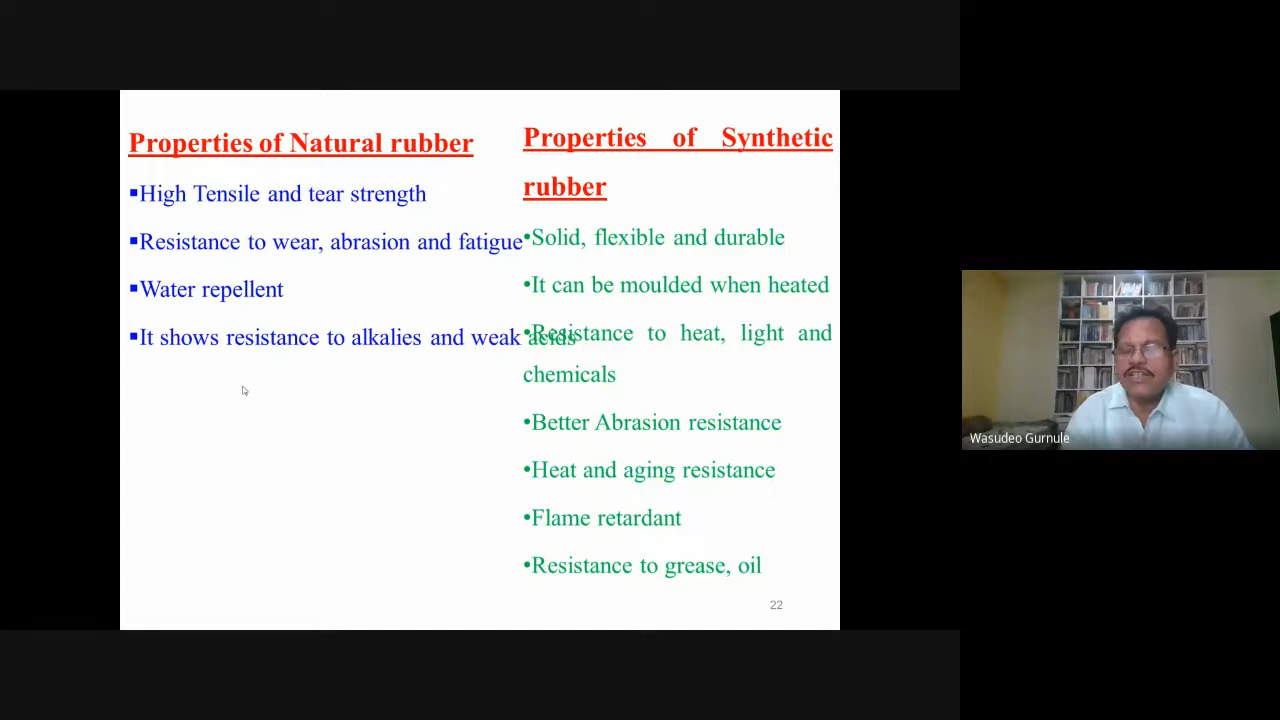 Properties of Natural rubber
▪High Tensile and tear strength
▪Resistance to wear, abrasion and fatigue
▪Water repellent
▪It shows resistance to alkalies and weak acids
Properties of Synthetic
rubber
•Solid, flexible and durable
•It can be moulded when heated
•Resistance to heat, light and
chemicals
•Better Abrasion resistance
•Heat and aging resistance
•Flame retardant
•Resistance to grease, oil
22
Wasudeo Gurnule